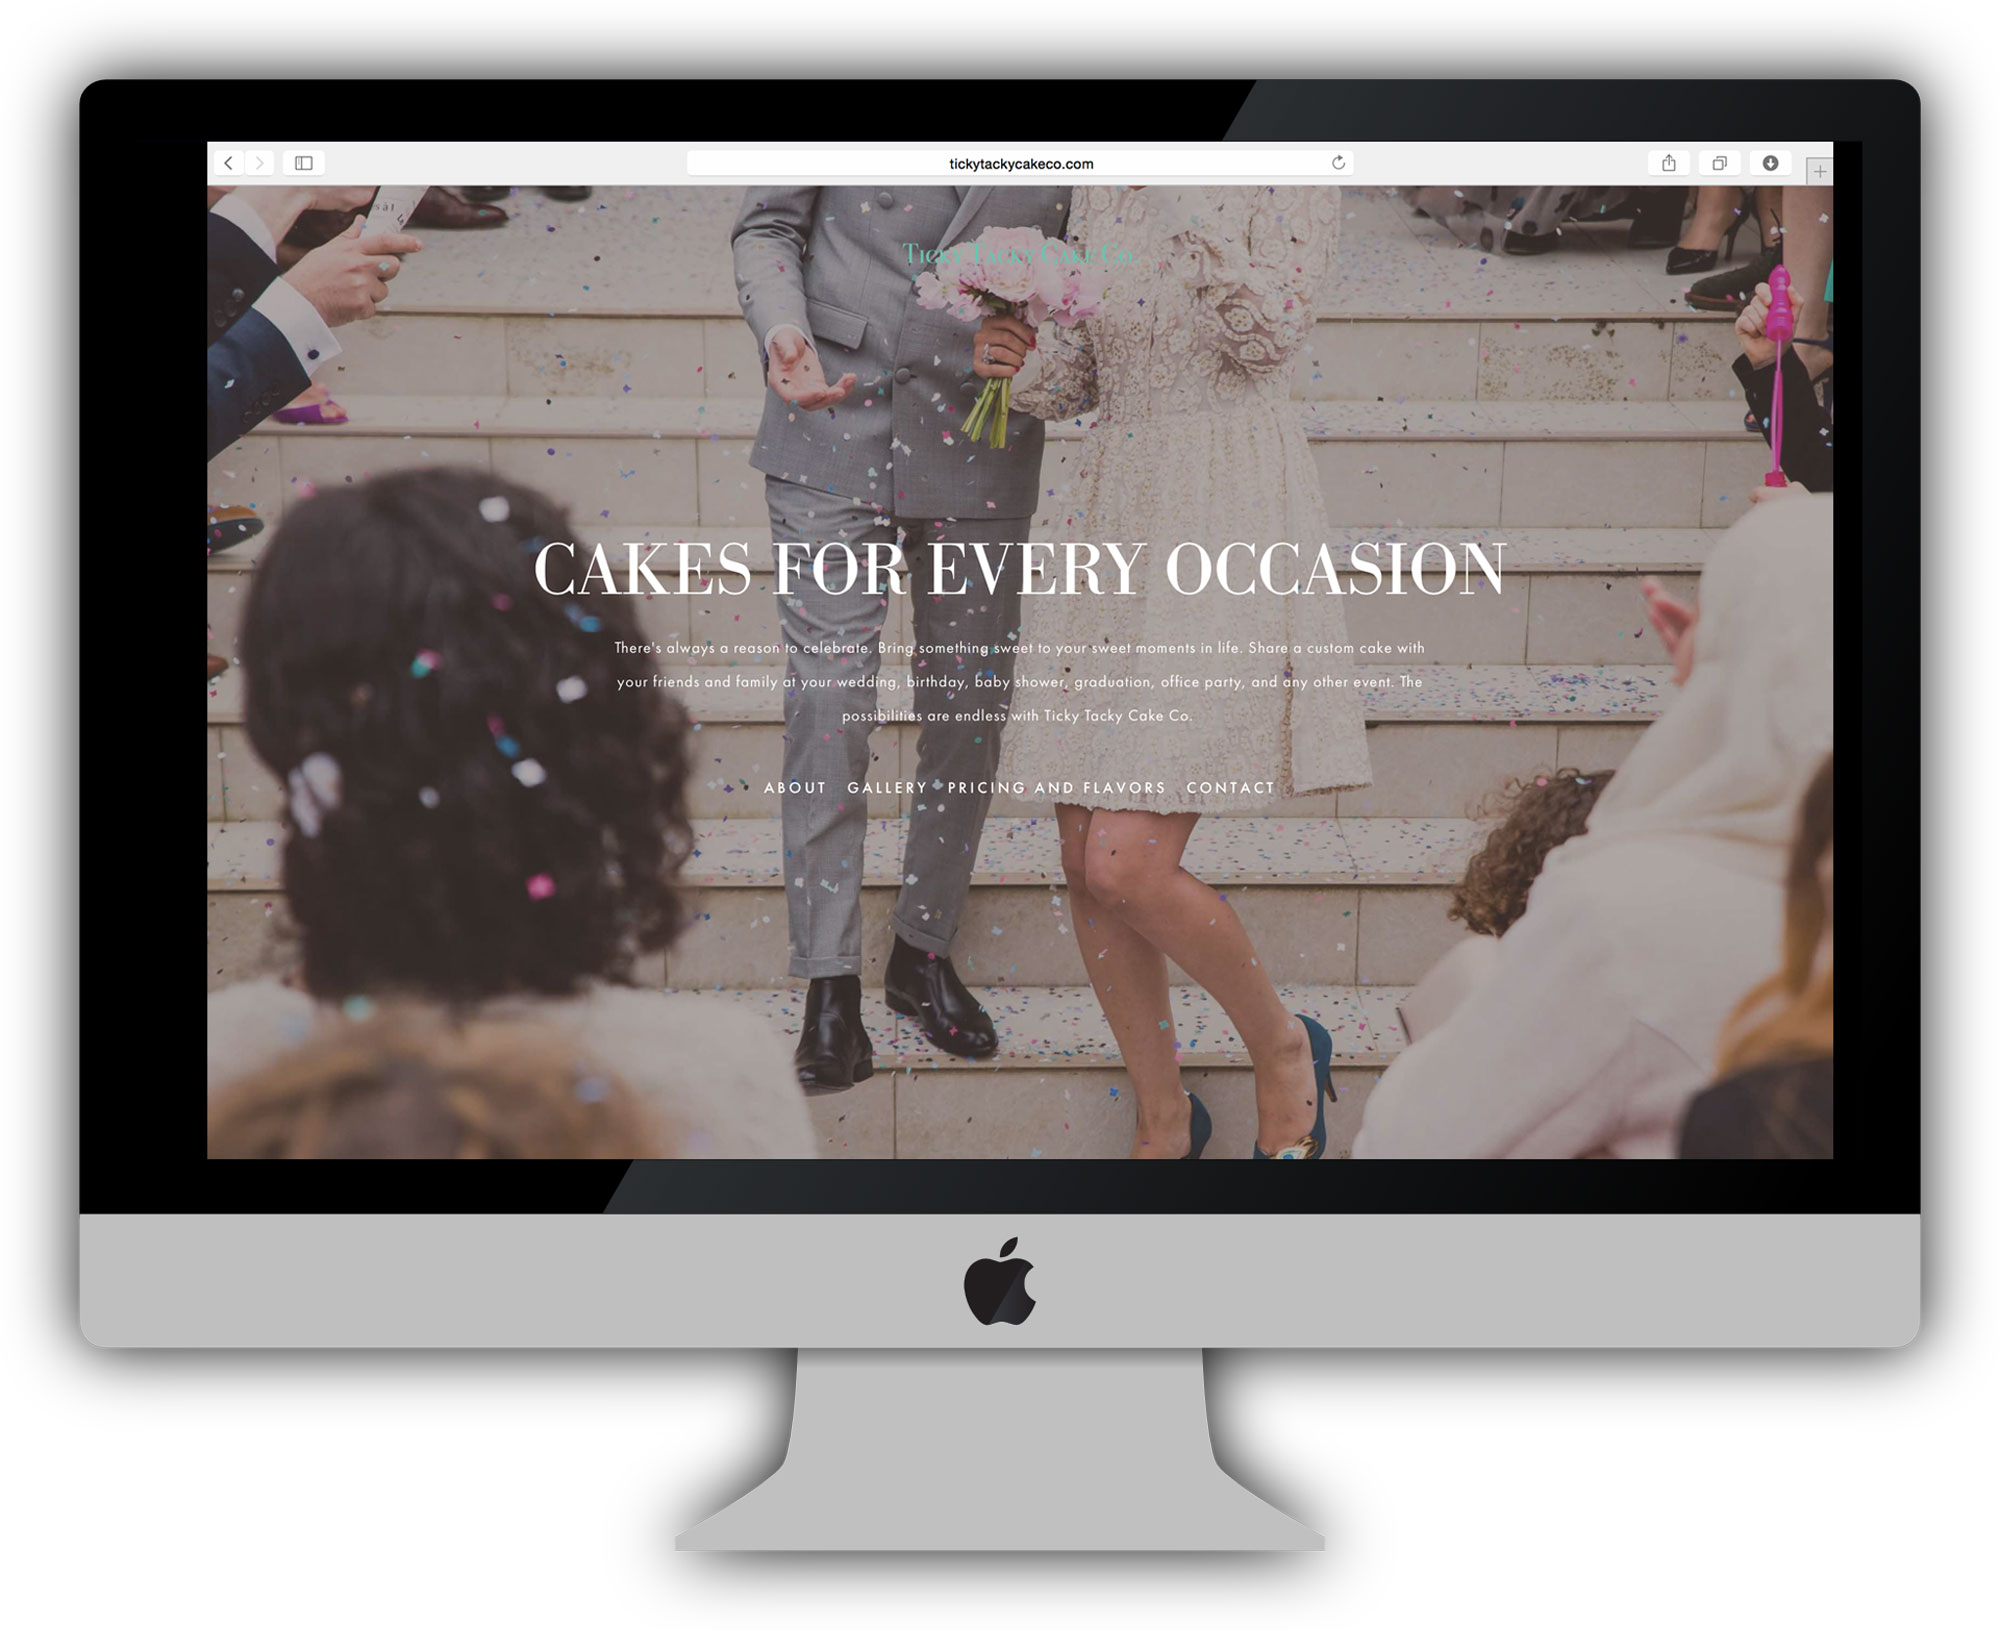 tickytackycakeco.com
Ticky Tacky Cake Co.
CAKES FOR EVERY OCCASION
There's always a reason to celebrate. Bring something sweet to your sweet moments in life. Share a custom cake with
your friends and family at your wedding, birthday, baby shower, graduation, office party, and any other event. The
possibilities are endless with Ticky Tacky Cake Co.
ABOUT GALLERY PRICING AND FLAVORS CONTACT